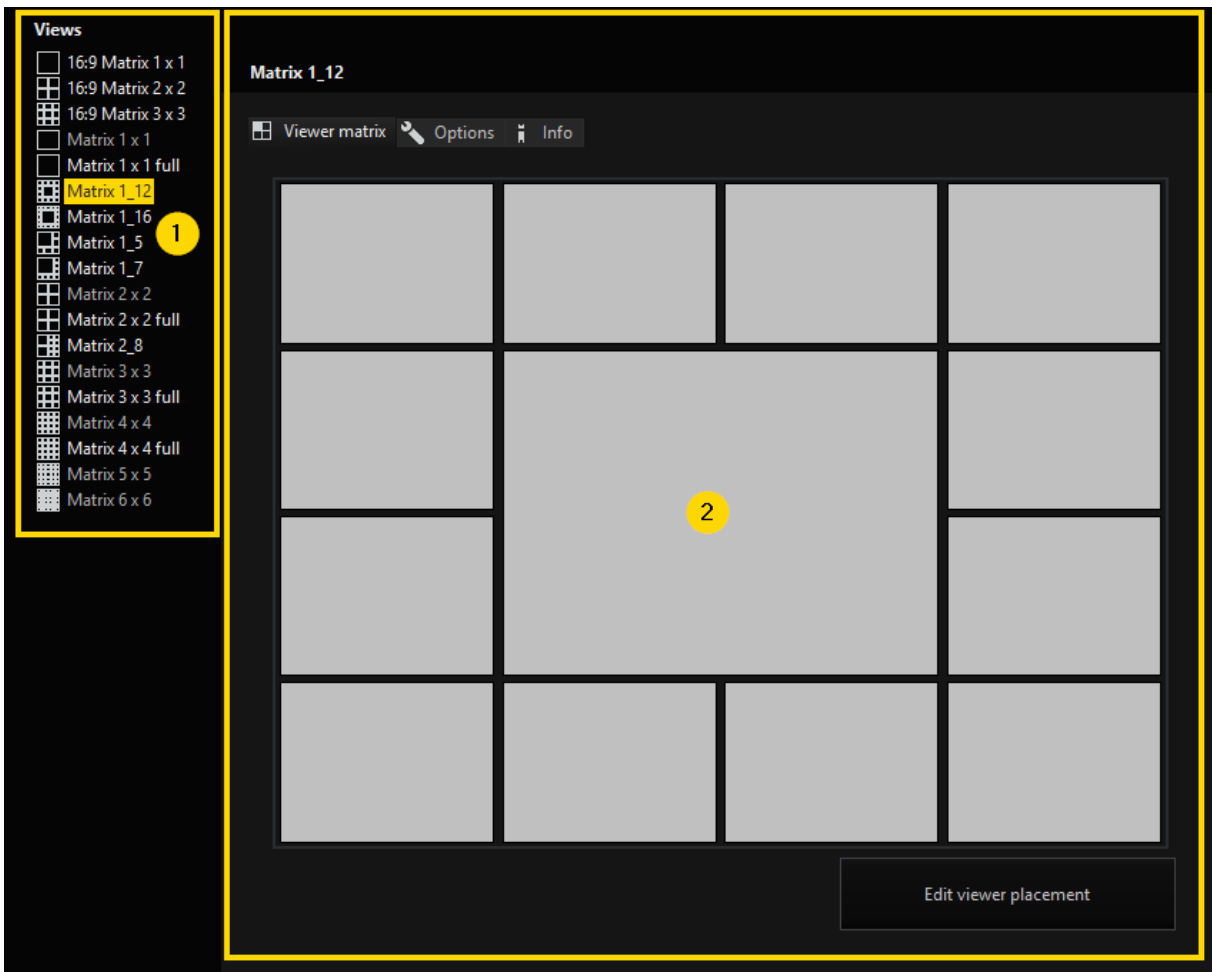 Views
16:9 Matrix 1 x 1
16:9 Matrix 2 x 2
16:9 Matrix 3 x 3
Matrix 1 x 1
Matrix 1 x 1 full
Matrix 1_12
Matrix 1_16
1
Matrix 1_5
Matrix 1_7
Matrix 2 x 2
Matrix 2 x 2 full
Matrix 2_8
Matrix 3 x 3
Matrix 3 x 3 full
Matrix 4 x 4
Matrix 4 x 4 full
Matrix 5 x 5
Matrix 6 x 6
Matrix 1_12
Viewer matrix Options Info
2
Edit viewer placement